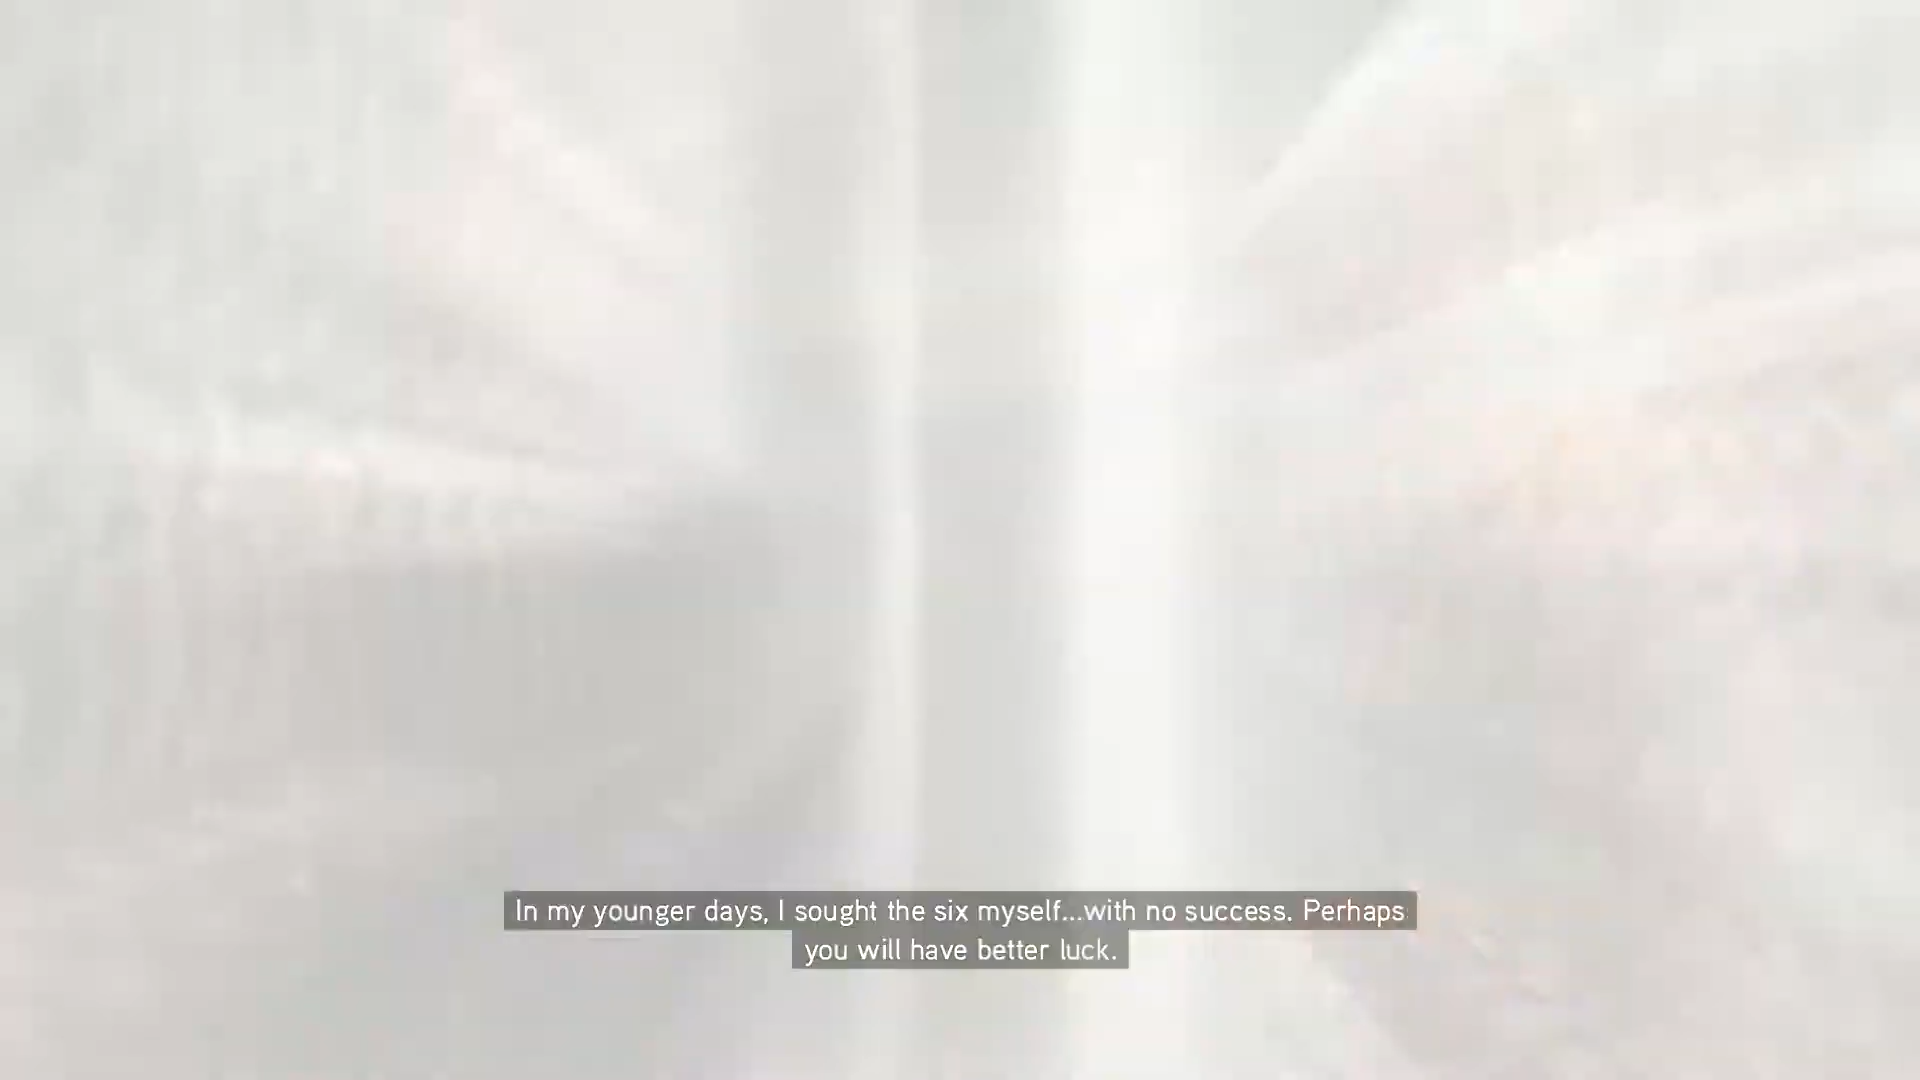 In my younger days, I sought the six myself...with no success. Perhaps
you will have better luck.